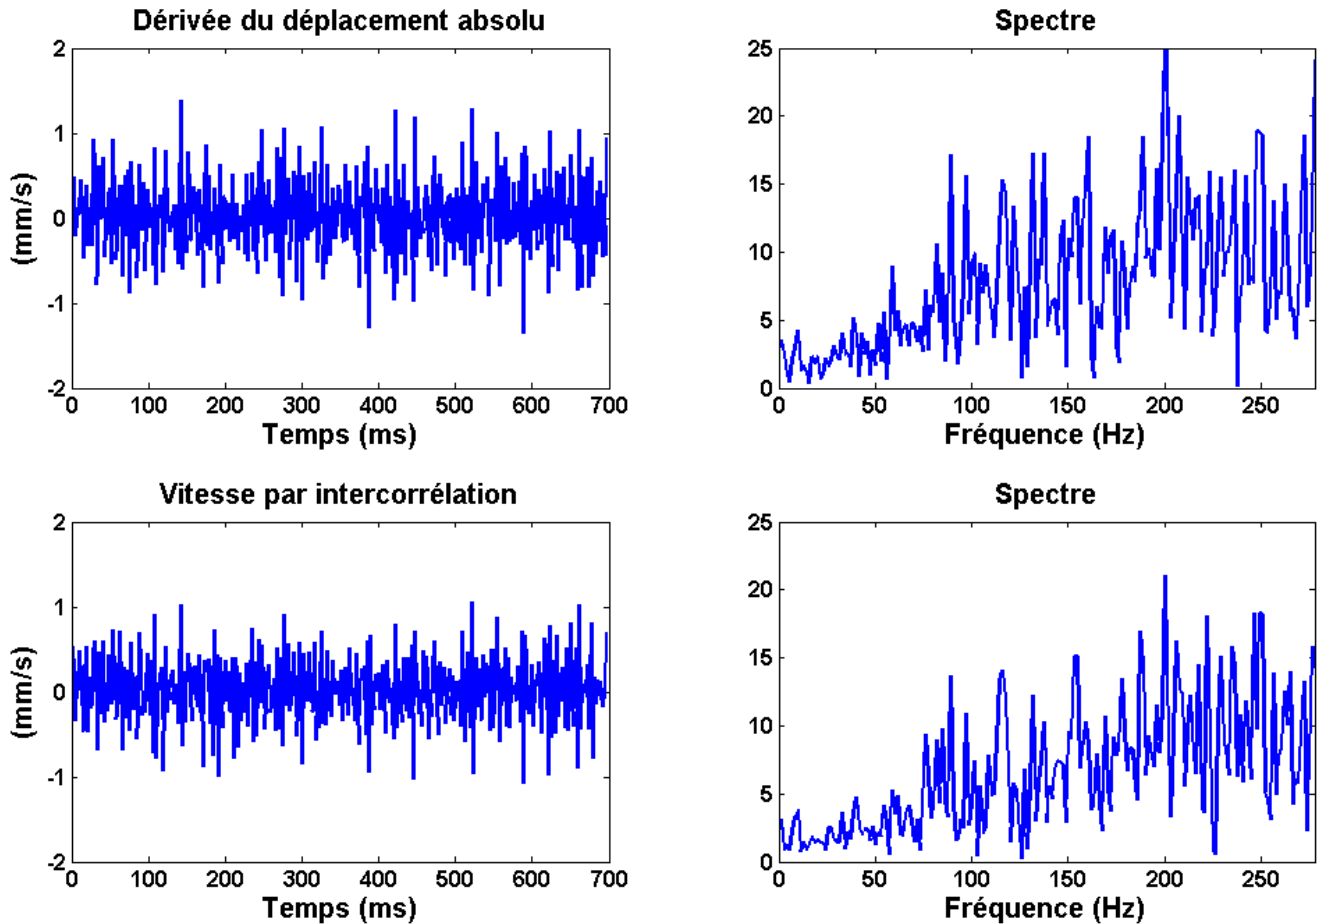 Dérivée du déplacement absolu
2
1
0
-1
-2
(mm/s)
0 100 200 300 400 500 600 700
Temps (ms)
Spectre
25
20
15
10
5
0
0 50 100 150 200 250
Fréquence (Hz)
Vitesse par intercorrélation
2
1
0
-1
-2
(mm/s)
0 100 200 300 400 500 600 700
Temps (ms)
Spectre
25
20
15
10
5
0
0 50 100 150 200 250
Fréquence (Hz)